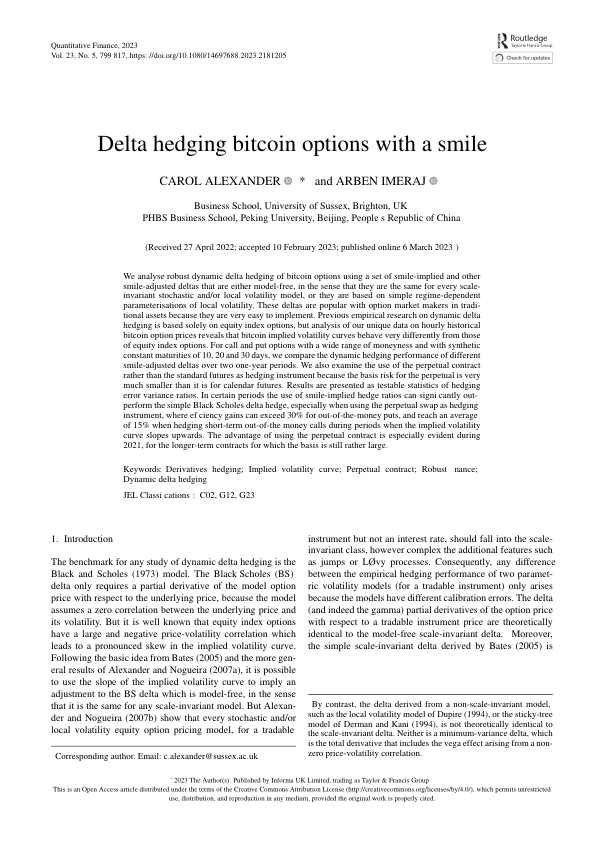 Quantitative Finance, 2023
Vol. 23, No. 5, 799 817, https: //doi.org/10.1080/14697688.2023.2181205
Routledge
Taylor & Francis Group
Check for updates
Delta hedging bitcoin options with a smile
CAROL ALEXANDER * and ARBEN IMERAJ
Business School, University of Sussex, Brighton, UK
PHBS Business School, Peking University, Beijing, People s Republic of China
(Received 27 April 2022; accepted 10 February 2023; published online 6 March 2023 )
We analyse robust dynamic delta hedging of bitcoin options using a set of smile-implied and other
smile-adjusted deltas that are either model-free, in the sense that they are the same for every scale-
invariant stochastic and/or local volatility model, or they are based on simple regime-dependent
parameterisations of local volatility. These deltas are popular with option market makers in tradi-
tional assets because they are very easy to implement. Previous empirical research on dynamic delta
hedging is based solely on equity index options, but analysis of our unique data on hourly historical
bitcoin option prices reveals that bitcoin implied volatility curves behave very differently from those
of equity index options. For call and put options with a wide range of moneyness and with synthetic
constant maturities of 10, 20 and 30 days, we compare the dynamic hedging performance of different
smile-adjusted deltas over two one-year periods. We also examine the use of the perpetual contract
rather than the standard futures as hedging instrument because the basis risk for the perpetual is very
much smaller than it is for calendar futures. Results are presented as testable statistics of hedging
error variance ratios. In certain periods the use of smile-implied hedge ratios can signi cantly out-
perform the simple Black Scholes delta hedge, especially when using the perpetual swap as hedging
instrument, where ef ciency gains can exceed 30% for out-of-the-money puts, and reach an average
of 15% when hedging short-term out-of-the money calls during periods when the implied volatility
curve slopes upwards. The advantage of using the perpetual contract is especially evident during
2021, for the longer-term contracts for which the basis is still rather large.
Keywords: Derivatives hedging; Implied volatility curve; Perpetual contract; Robust nance;
Dynamic delta hedging
JEL Classi cations : C02, G12, G23
1. Introduction
The benchmark for any study of dynamic delta hedging is the
Black and Scholes (1973) model. The Black Scholes (BS)
delta only requires a partial derivative of the model option
price with respect to the underlying price, because the model
assumes a zero correlation between the underlying price and
its volatility. But it is well known that equity index options
have a large and negative price-volatility correlation which
leads to a pronounced skew in the implied volatility curve.
Following the basic idea from Bates (2005) and the more gen-
eral results of Alexander and Nogueira (2007a), it is possible
to use the slope of the implied volatility curve to imply an
adjustment to the BS delta which is model-free, in the sense
that it is the same for any scale-invariant model. But Alexan-
der and Nogueira (2007b) show that every stochastic and/or
local volatility equity option pricing model, for a tradable
Corresponding author. Email: c.alexander@sussex.ac.uk
instrument but not an interest rate, should fall into the scale-
invariant class, however complex the additional features such
as jumps or LØvy processes. Consequently, any difference
between the empirical hedging performance of two paramet-
ric volatility models (for a tradable instrument) only arises
because the models have different calibration errors. The delta
(and indeed the gamma) partial derivatives of the option price
with respect to a tradable instrument price are theoretically
identical to the model-free scale-invariant delta. Moreover,
the simple scale-invariant delta derived by Bates (2005) is
By contrast, the delta derived from a non-scale-invariant model,
such as the local volatility model of Dupire (1994), or the sticky-tree
model of Derman and Kani (1994), is not theoretically identical to
the scale-invariant delta. Neither is a minimum-variance delta, which
is the total derivative that includes the vega effect arising from a non-
zero price-volatility correlation.
' 2023 The Author(s). Published by Informa UK Limited, trading as Taylor & Francis Group
This is an Open Access article distributed under the terms of the Creative Commons Attribution License (http://creativecommons.org/licenses/by/4.0/), which permits unrestricted
use, distribution, and reproduction in any medium, provided the original work is properly cited.